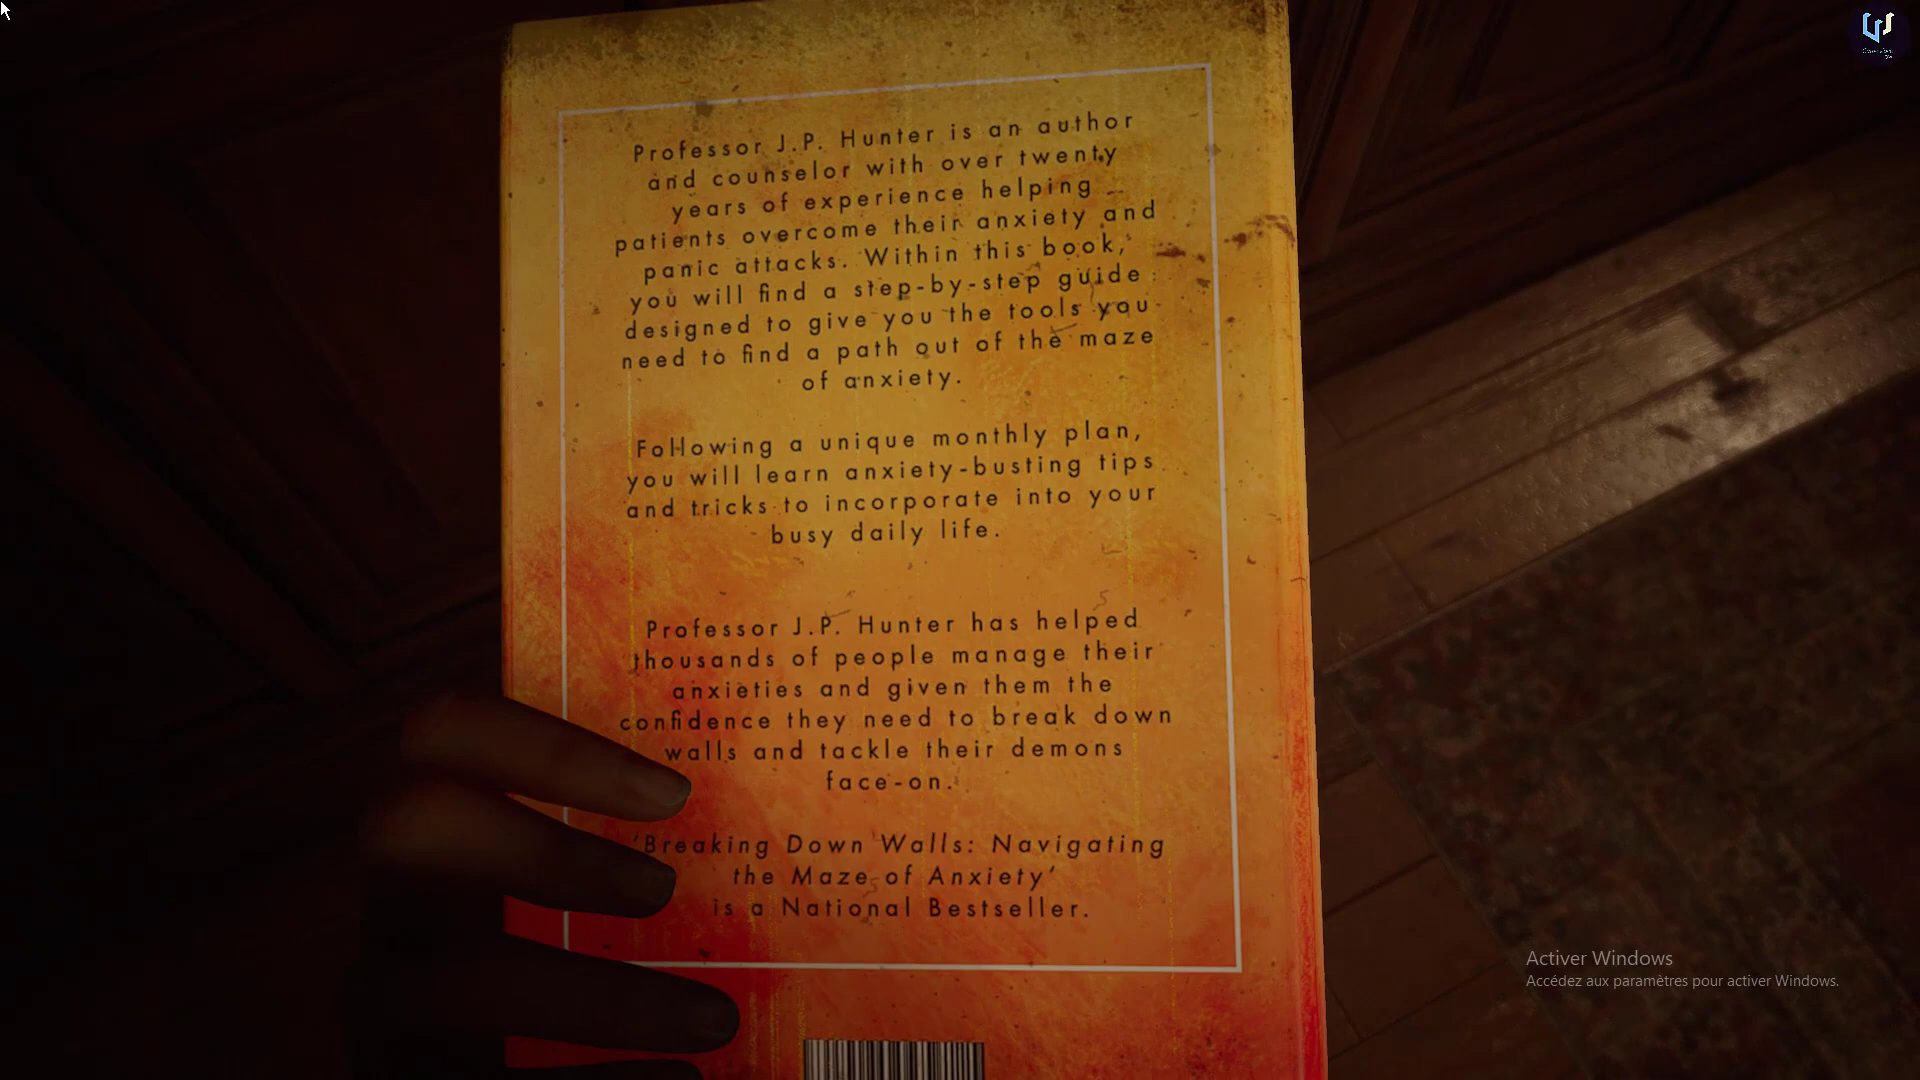 Professor J.P. Hunter is an author
and counselor with over twenty
years of experience helping
patients overcome their anxiety and
panic attacks. Within this book,
you will find a step-by-step guide
designed to give you the tools you
need to find a path out of the maze
of anxiety.
Following a unique monthly plan,
you will learn anxiety-busting tips
and tricks to incorporate into your
busy daily life.
Professor J.P. Hunter has helped
thousands of people manage their
anxieties and given them the
confidence they need to break down
walls and tackle their demons
face-on.
'Breaking Down Walls: Navigating
the Maze of Anxiety'
is a National Bestseller.
Activer Windows
Accédez aux paramètres pour activer Windows.